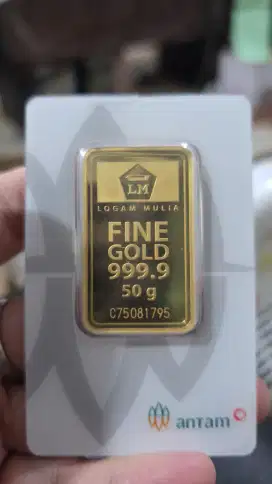 LM
LOGAM MULIA
FINE
GOLD
999.9
50 g
C75081795
antam